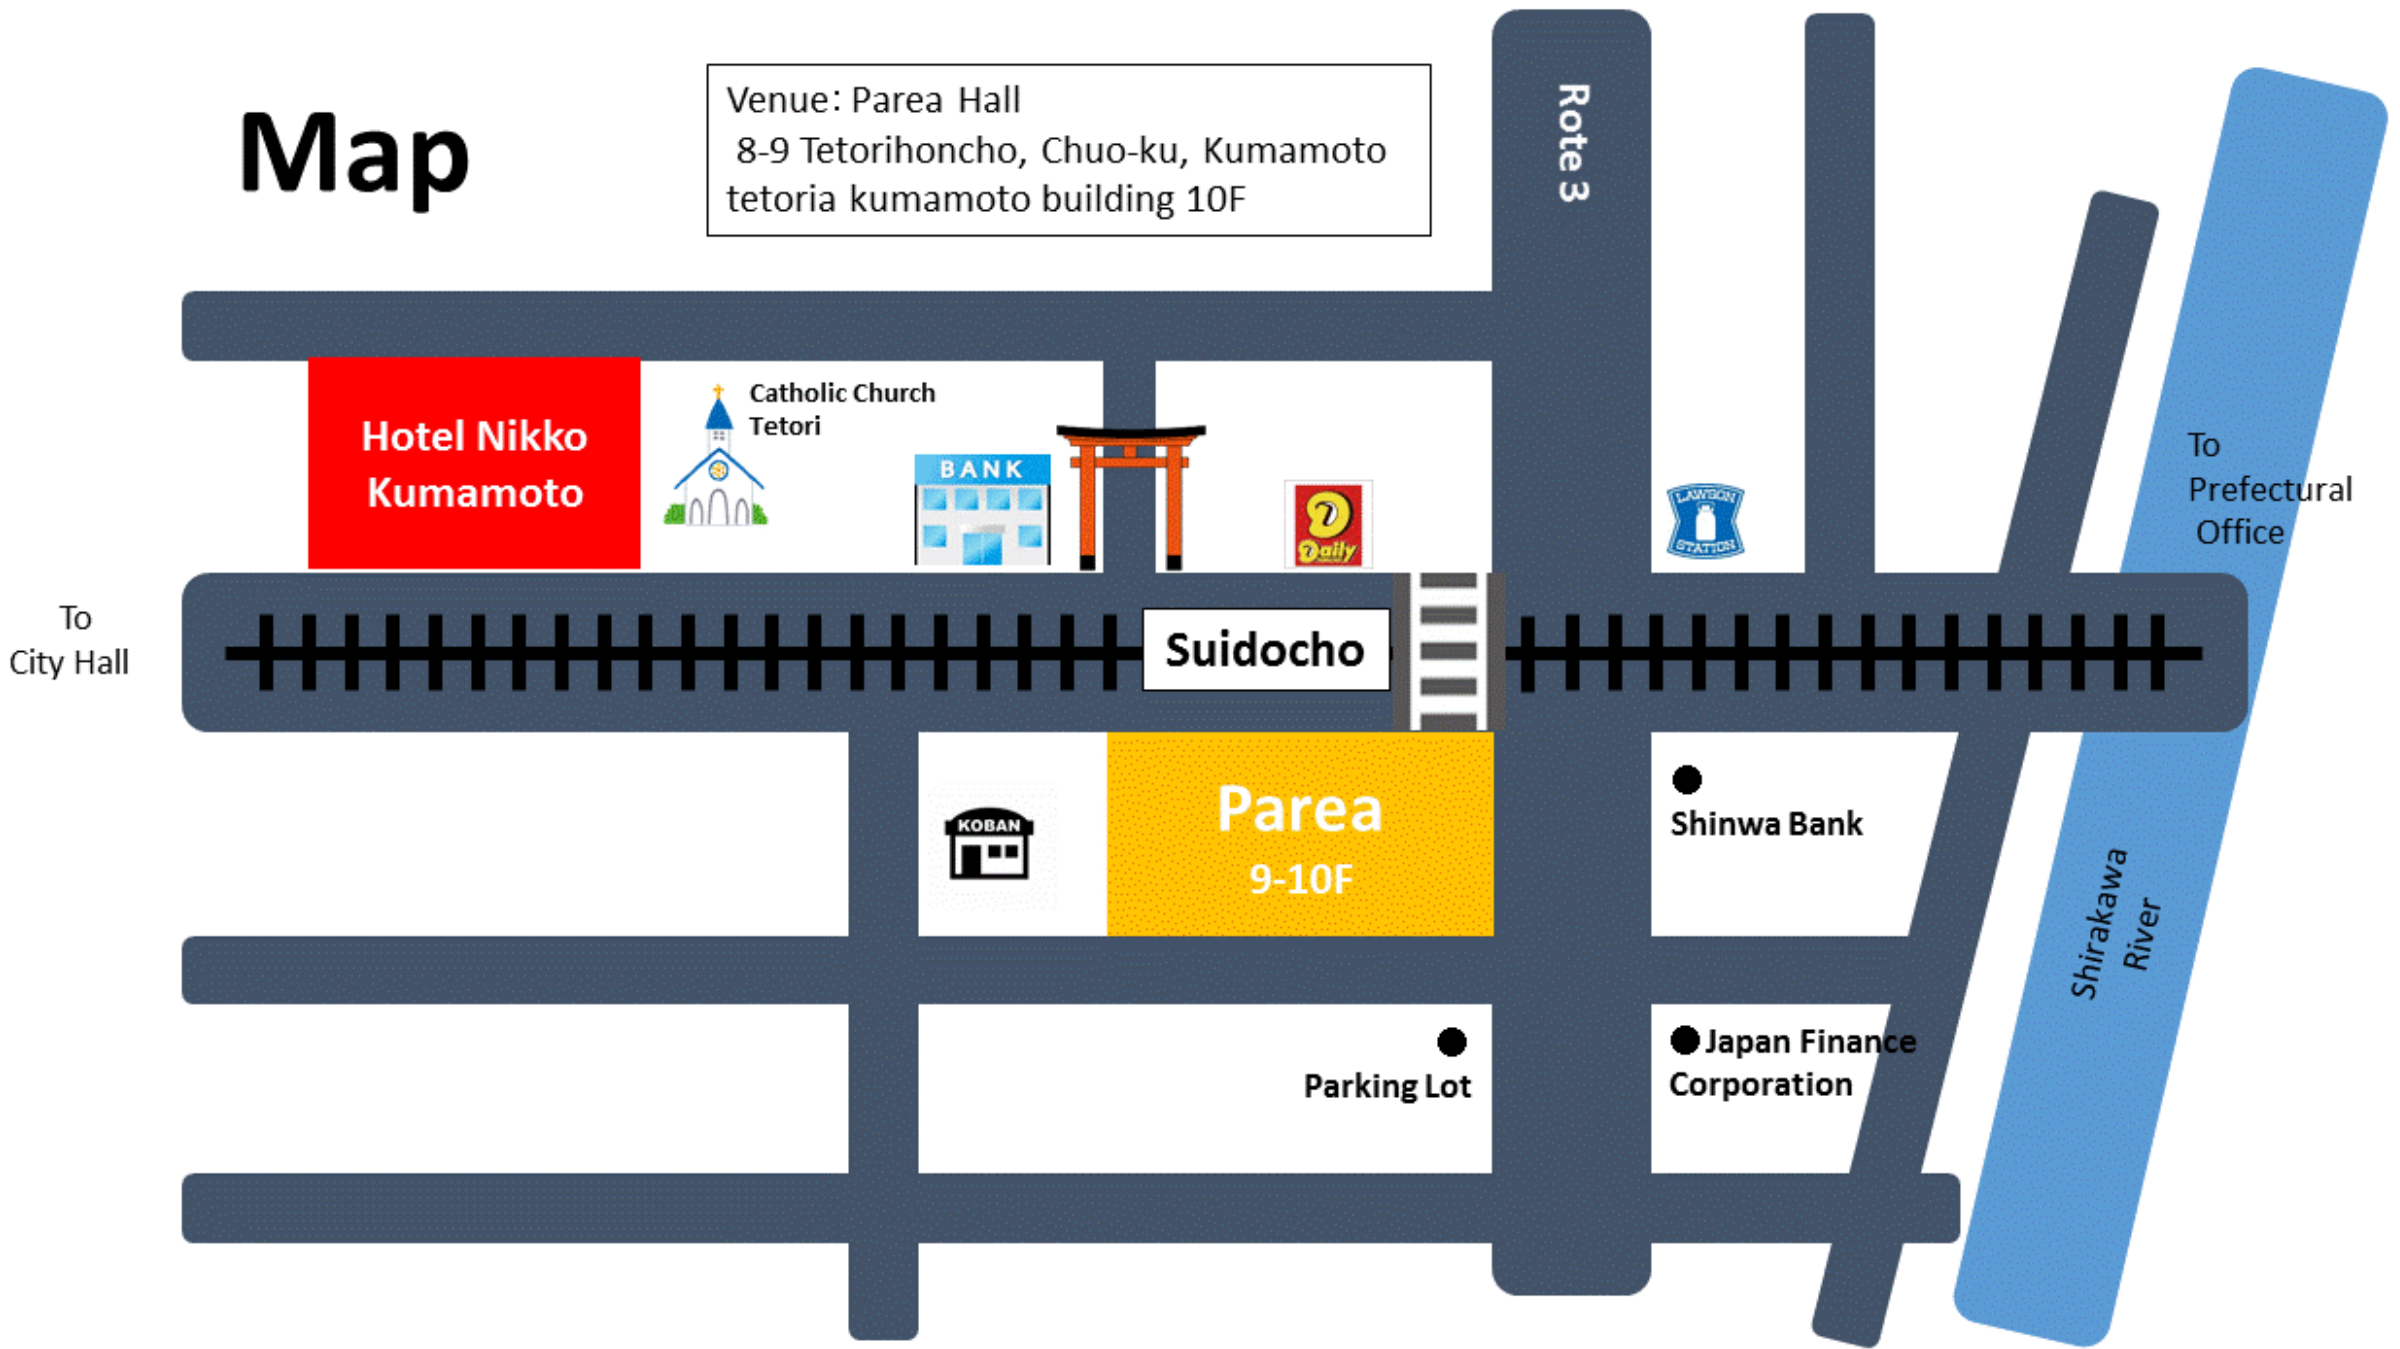 Map
Venue: Parea Hall
8-9 Tetorihoncho, Chuo-ku, Kumamoto
tetoria kumamoto building 10F
Rote 3
Hotel Nikko
Kumamoto
Catholic Church
Tetori
BANK
Daily
LAWSON
STATION
To
Prefectural
Office
To
City Hall
Suidocho
KOBAN
Parea
9-10F
Shinwa Bank
Shirakawa
River
Parking Lot
Japan Finance
Corporation